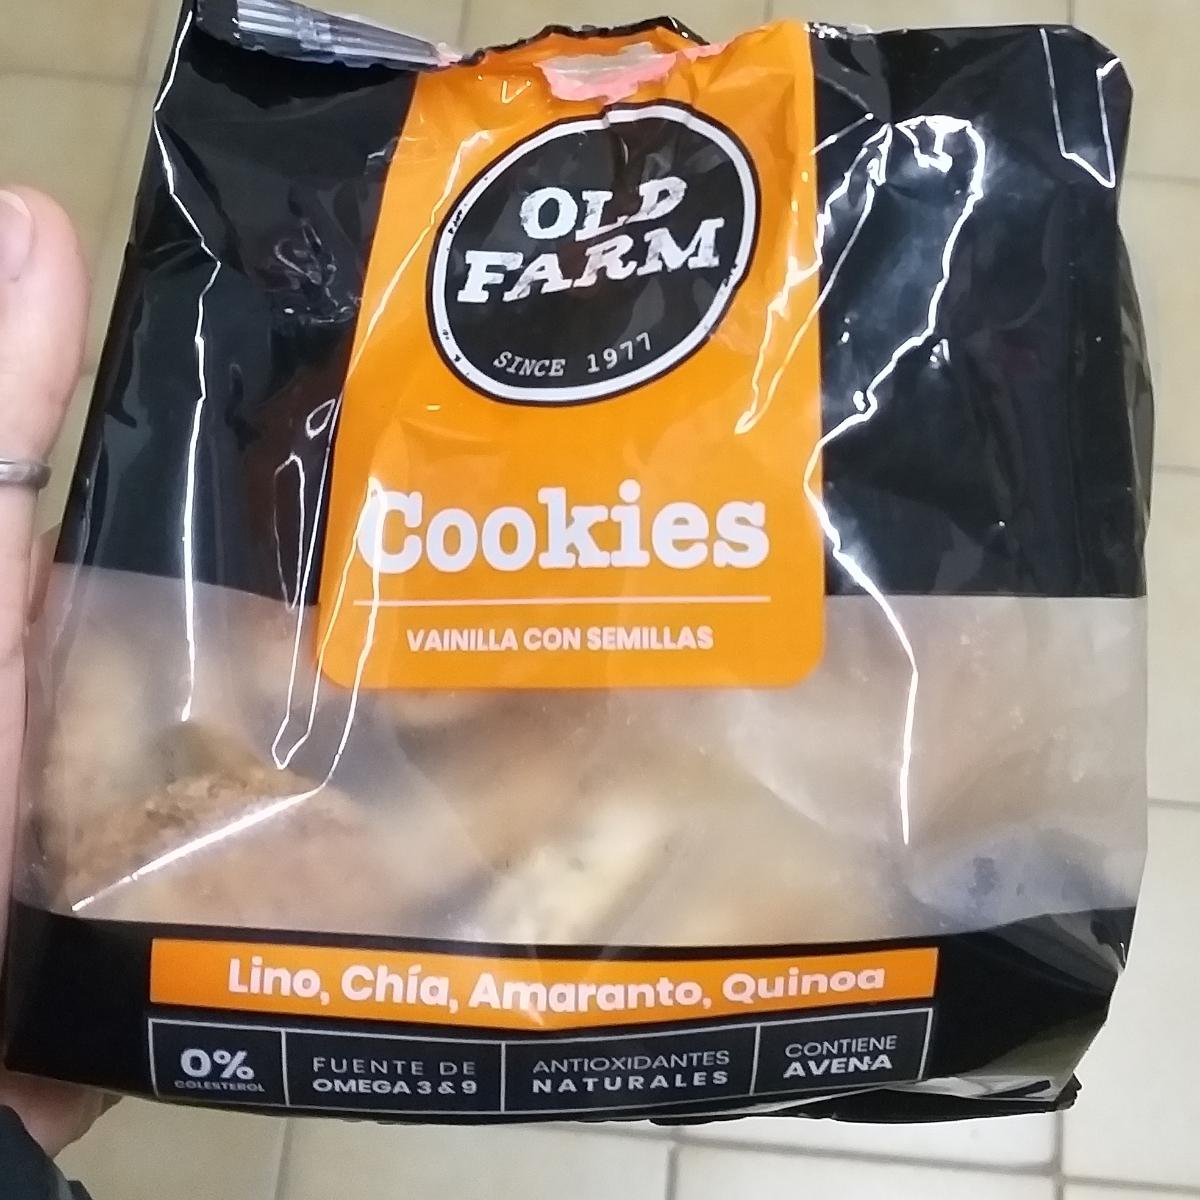 OLD
FARM
SINCE 1977
Cookies
VAINILLA CON SEMILLAS
Lino, Chía, Amaranto, Quinoa
0%
COLESTEROL
FUENTE DE
OMEGA 3 & 9
ANTIOXIDANTES
NATURALES
CONTIENE
AVENA